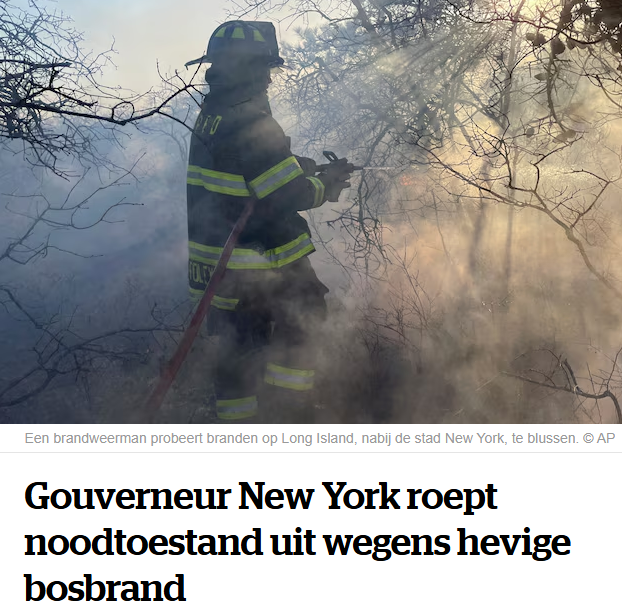 Een brandweerman probeert branden op Long Island, nabij de stad New York, te blussen. © AP
Gouverneur New York roept
noodtoestand uit wegens hevige
bosbrand